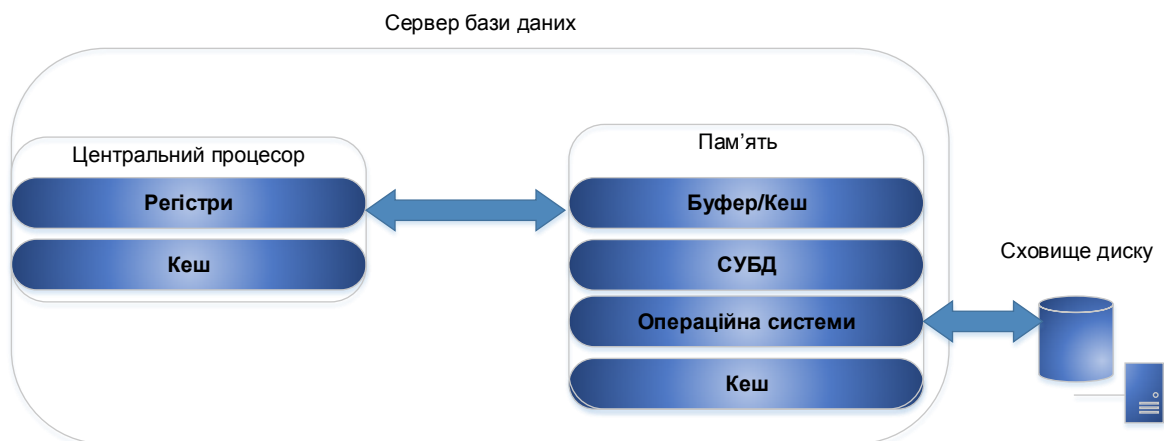 Сервер бази даних
Центральний процесор
Регістри
Кеш
Пам’ять
Буфер/Кеш
СУБД
Операційна системи
Кеш
Сховище диску